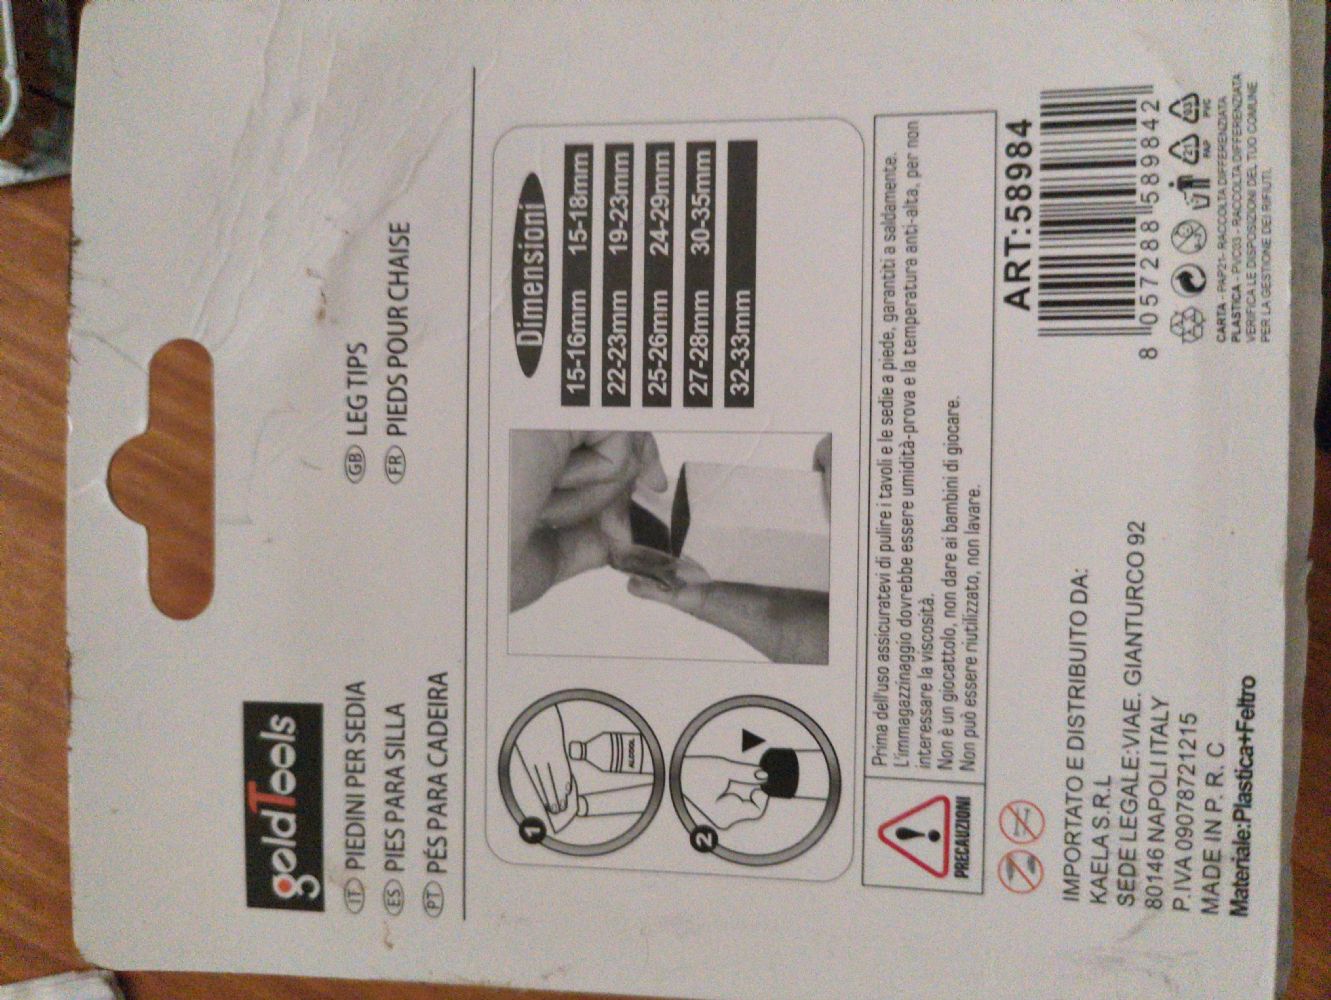 goldTools
IT PIEDINI PER SEDIA
ES PIES PARA SILLA
PT PÉS PARA CADEIRA
GB LEG TIPS
FR PIEDS POUR CHAISE
1
ALCOOL
2
Dimensioni
15-16mm 15-18mm
22-23mm 19-23mm
25-26mm 24-29mm
27-28mm 30-35mm
32-33mm
PRECAUZIONI
Prima dell'uso assicuratevi di pulire i tavoli e le sedie a piede, garantiti a saldamente.
L'immagazzinaggio dovrebbe essere umidità-prova e la temperatura anti-alta, per non
interessare la viscosità.
Non è un giocattolo, non dare ai bambini di giocare.
Non può essere riutilizzato, non lavare.
IMPORTATO E DISTRIBUITO DA:
KAELA S.R.L
SEDE LEGALE:VIAE. GIANTURCO 92
80146 NAPOLI ITALY
P.IVA 09078721215
MADE IN P. R. C
Materiale:Plastica+Feltro
ART:58984
8 057288 589842
PAP PVC
CARTA - PAP21- RACCOLTA DIFFERENZIATA
PLASTICA - PVC03 - RACCOLTA DIFFERENZIATA
VERIFICA LE DISPOSIZIONI DEL TUO COMUNE
PER LA GESTIONE DEI RIFIUTI.